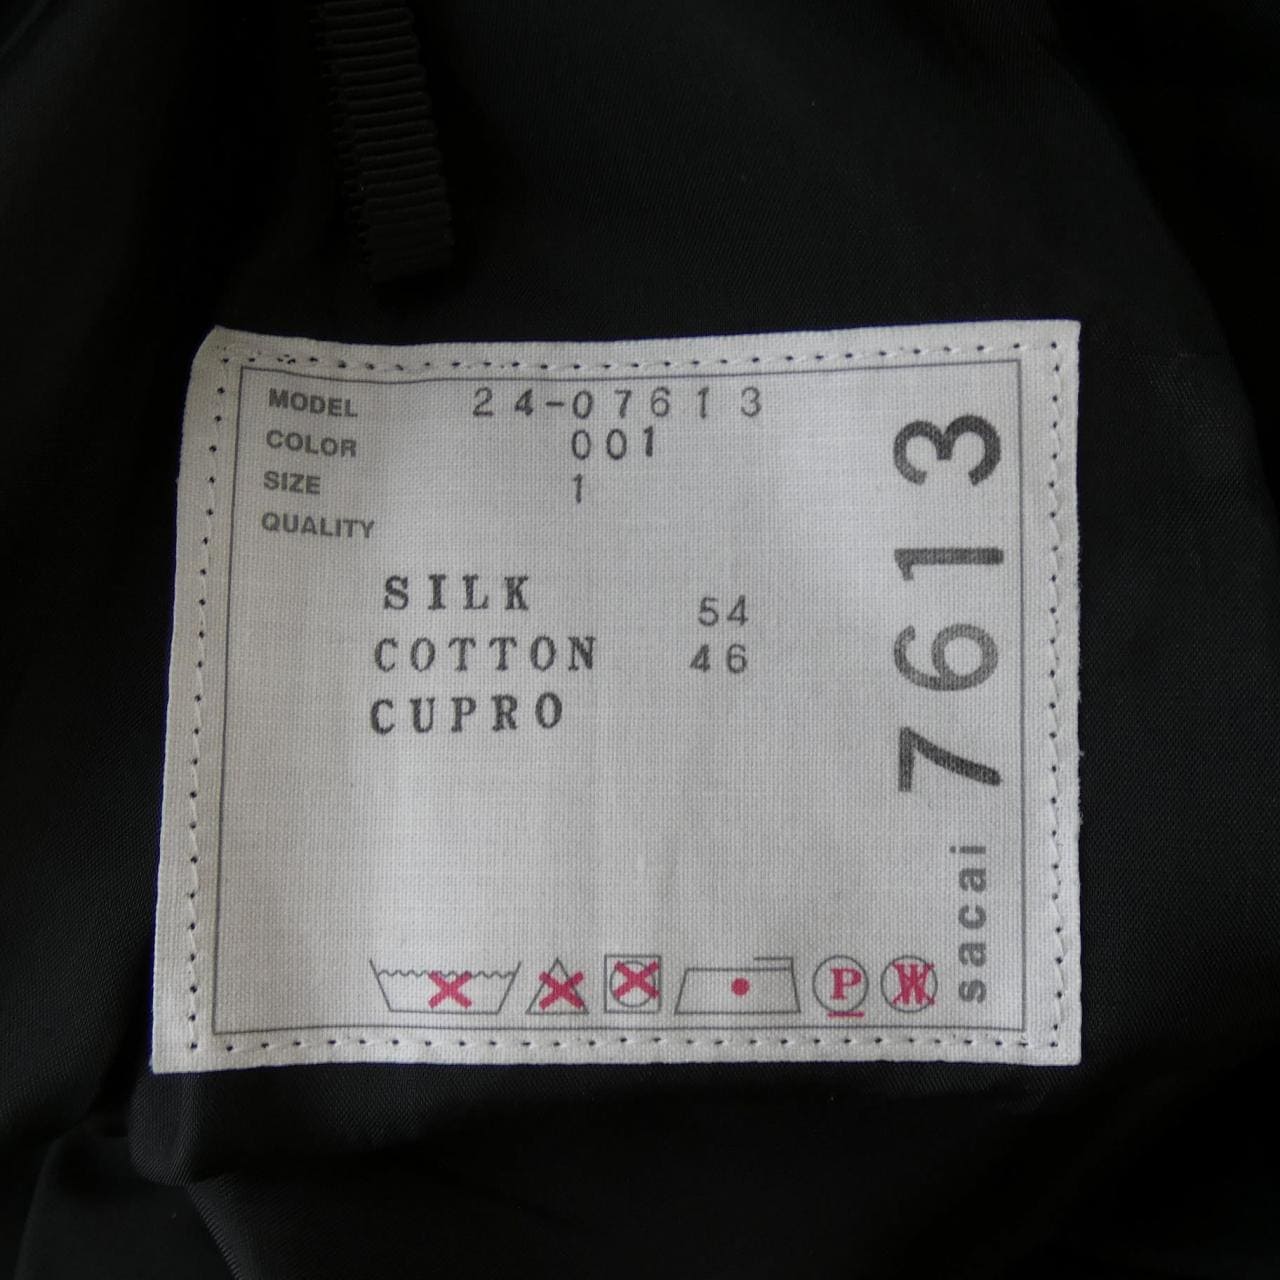 MODEL 24-07613
COLOR 001
SIZE 1
QUALITY
SILK 54
COTTON 46
CUPRO
P
W
sacai 7613